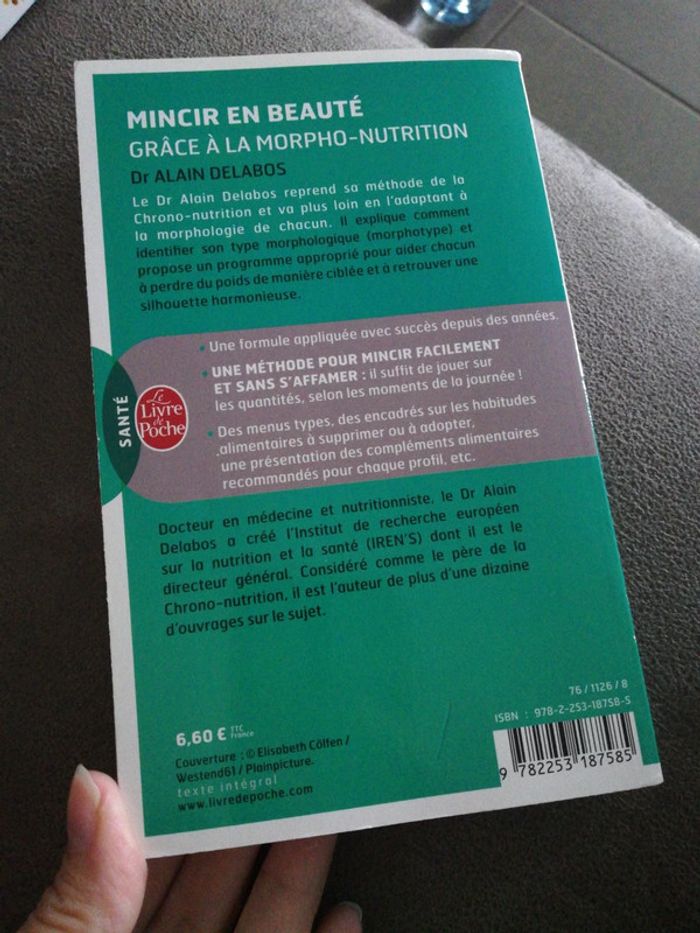 MINCIR EN BEAUTÉ
GRÂCE À LA MORPHO-NUTRITION
Dr ALAIN DELABOS
Le Dr Alain Delabos reprend sa méthode de la
Chrono-nutrition et va plus loin en l'adaptant à
la morphologie de chacun. Il explique comment
identifier son type morphologique (morphotype) et
propose un programme approprié pour aider chacun
à perdre du poids de manière ciblée et à retrouver une
silhouette harmonieuse.
• Une formule appliquée avec succès depuis des années.
• UNE MÉTHODE POUR MINCIR FACILEMENT
ET SANS S'AFFAMER : il suffit de jouer sur
les quantités, selon les moments de la journée !
• Des menus types, des encadrés sur les habitudes
alimentaires à supprimer ou à adopter,
une présentation des compléments alimentaires
recommandés pour chaque profil, etc.
SANTÉ
Le
Livre
de
Poche
Docteur en médecine et nutritionniste, le Dr Alain
Delabos a créé l'Institut de recherche européen
sur la nutrition et la santé (IREN'S) dont il est le
directeur général. Considéré comme le père de la
Chrono-nutrition, il est l'auteur de plus d'une dizaine
d'ouvrages sur le sujet.
6,60 € TTC
France
Couverture : © Elisabeth Cölfen /
Westend61 / Plainpicture.
texte intégral
www.livredepoche.com
76 / 1126 / 8
ISBN : 978-2-253-18758-5
9 782253 187585